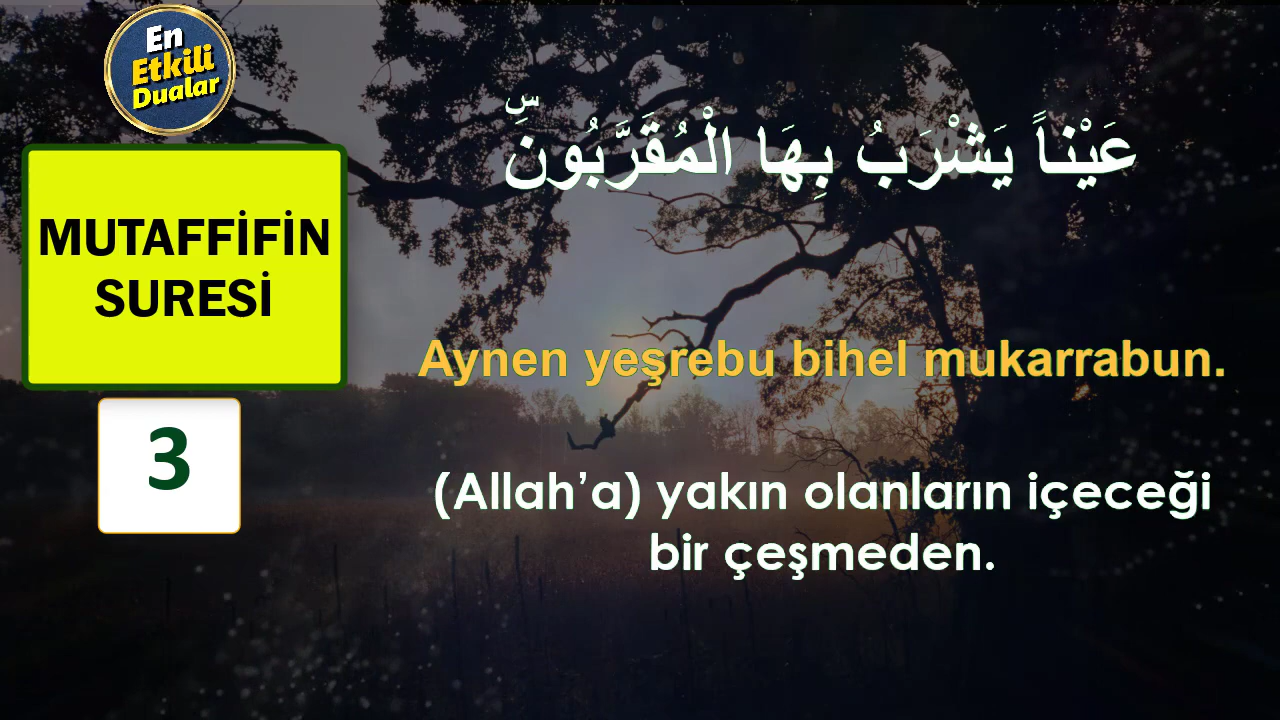 En
Etkili
Dualar
MUTAFFİFİN
SURESİ
3
عَيْناً يَشْرَبُ بِهَا الْمُقَرَّبُونَِّۜ
Aynen yeşrebu bihel mukarrabun.
(Allah’a) yakın olanların içeceği
bir çeşmeden.